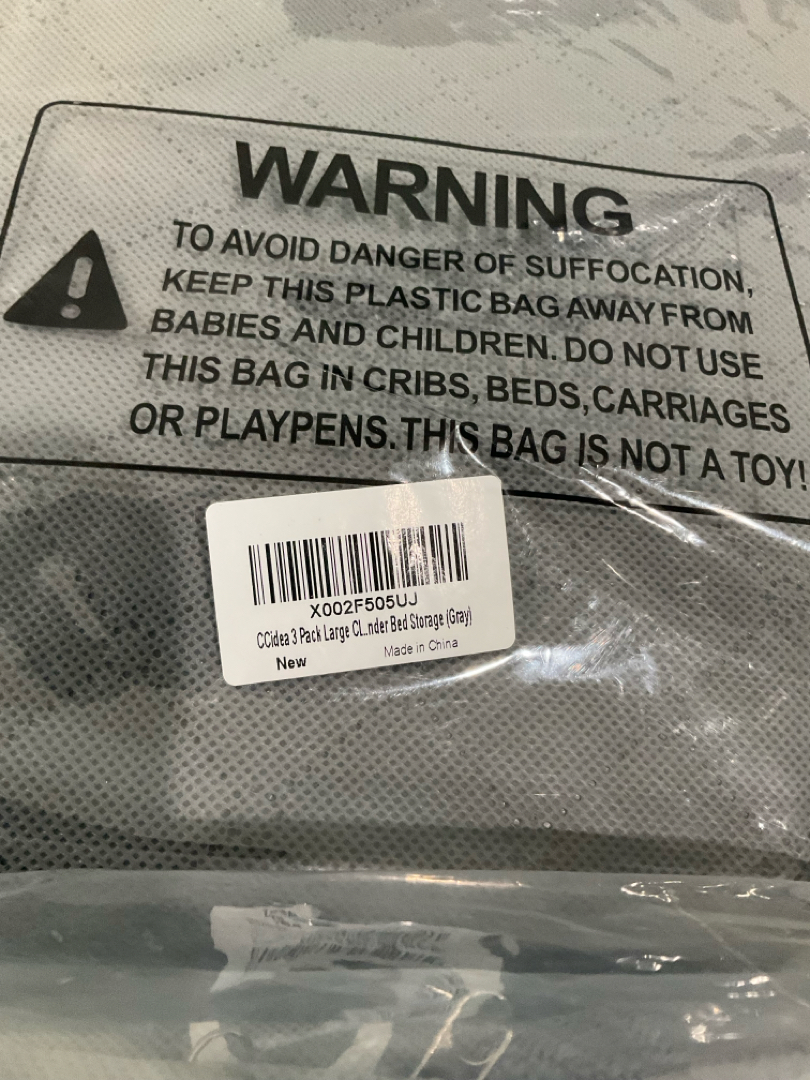 WARNING
TO AVOID DANGER OF SUFFOCATION,
KEEP THIS PLASTIC BAG AWAY FROM
BABIES AND CHILDREN. DO NOT USE
THIS BAG IN CRIBS, BEDS, CARRIAGES
OR PLAYPENS. THIS BAG IS NOT A TOY!
X002F505UJ
CCidea 3 Pack Large Cl...nder Bed Storage (Gray)
New Made in China